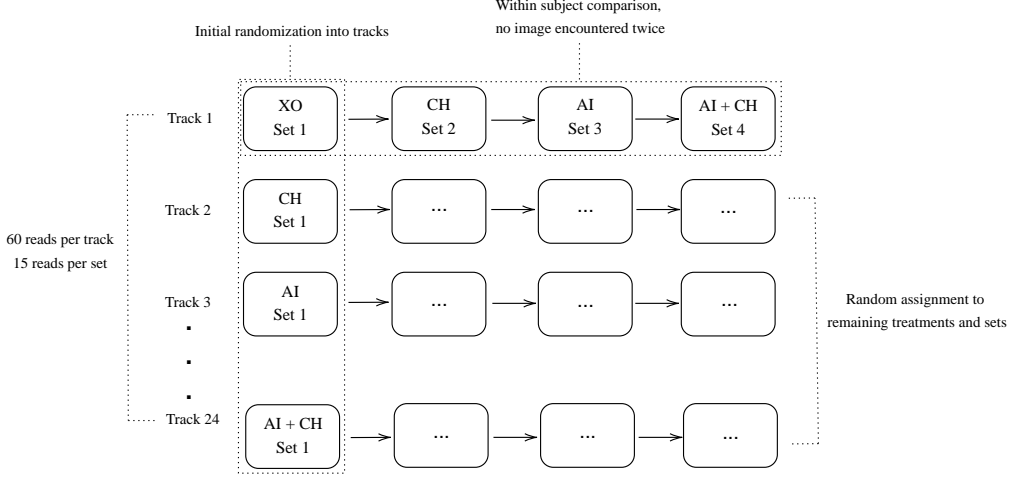 Within subject comparison,
no image encountered twice
Initial randomization into tracks
Track 1
XO
Set 1
CH
Set 2
AI
Set 3
AI + CH
Set 4
Track 2
CH
Set 1
...
...
...
60 reads per track
15 reads per set
Track 3
AI
Set 1
...
...
...
Random assignment to
remaining treatments and sets
Track 24
AI + CH
Set 1
...
...
...